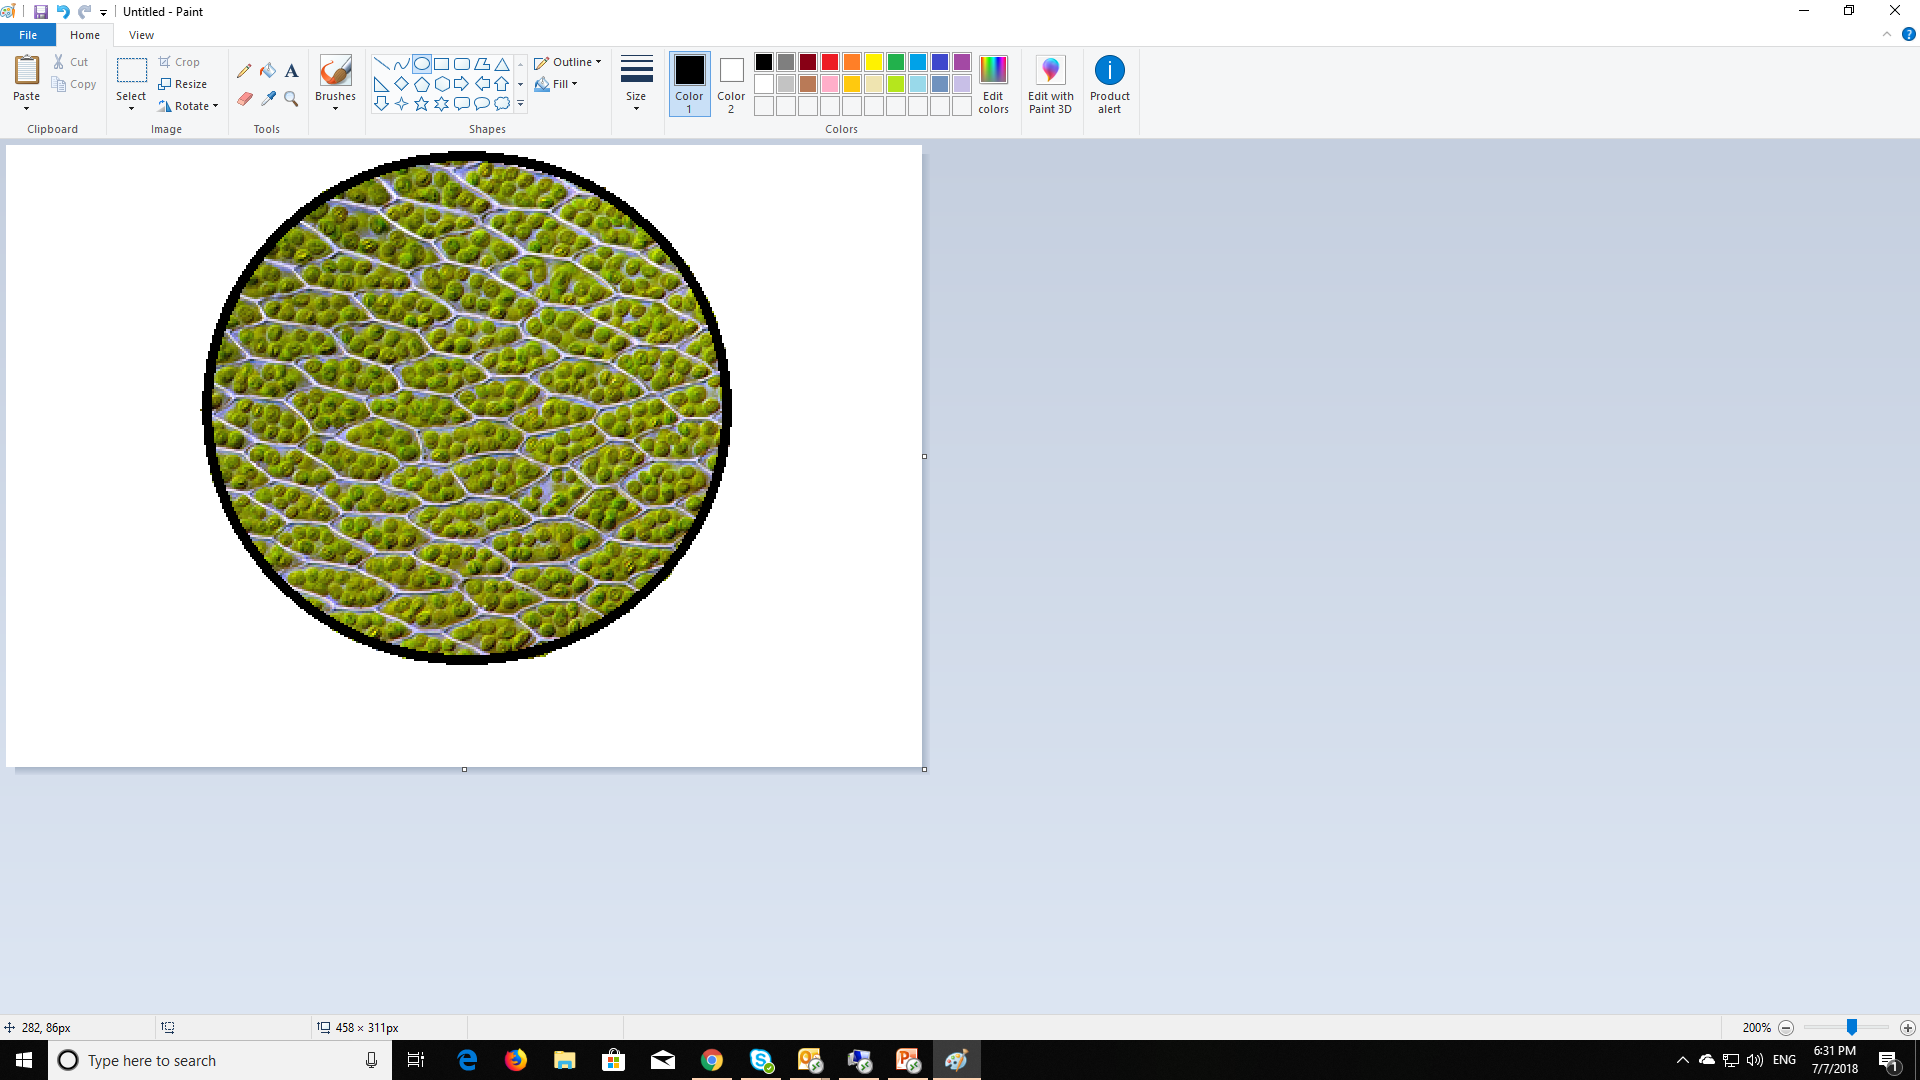 Untitled - Paint
File Home View
Paste
Cut
Copy
Clipboard
Select
Crop
Resize
Rotate
Image
A
Tools
Brushes
Shapes
Outline
Fill
Size
Color 1
Color 2
Edit colors
Colors
Edit with Paint 3D
Product alert
282, 86px
458 × 311px
200%
Type here to search
ENG
6:31 PM
7/7/2018
1